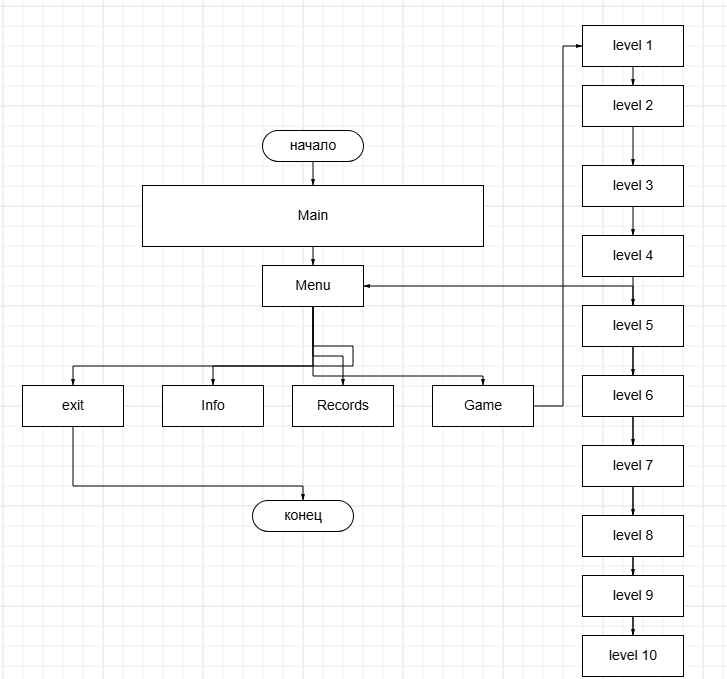 начало
Main
Menu
exit
Info
Records
Game
конец
level 1
level 2
level 3
level 4
level 5
level 6
level 7
level 8
level 9
level 10